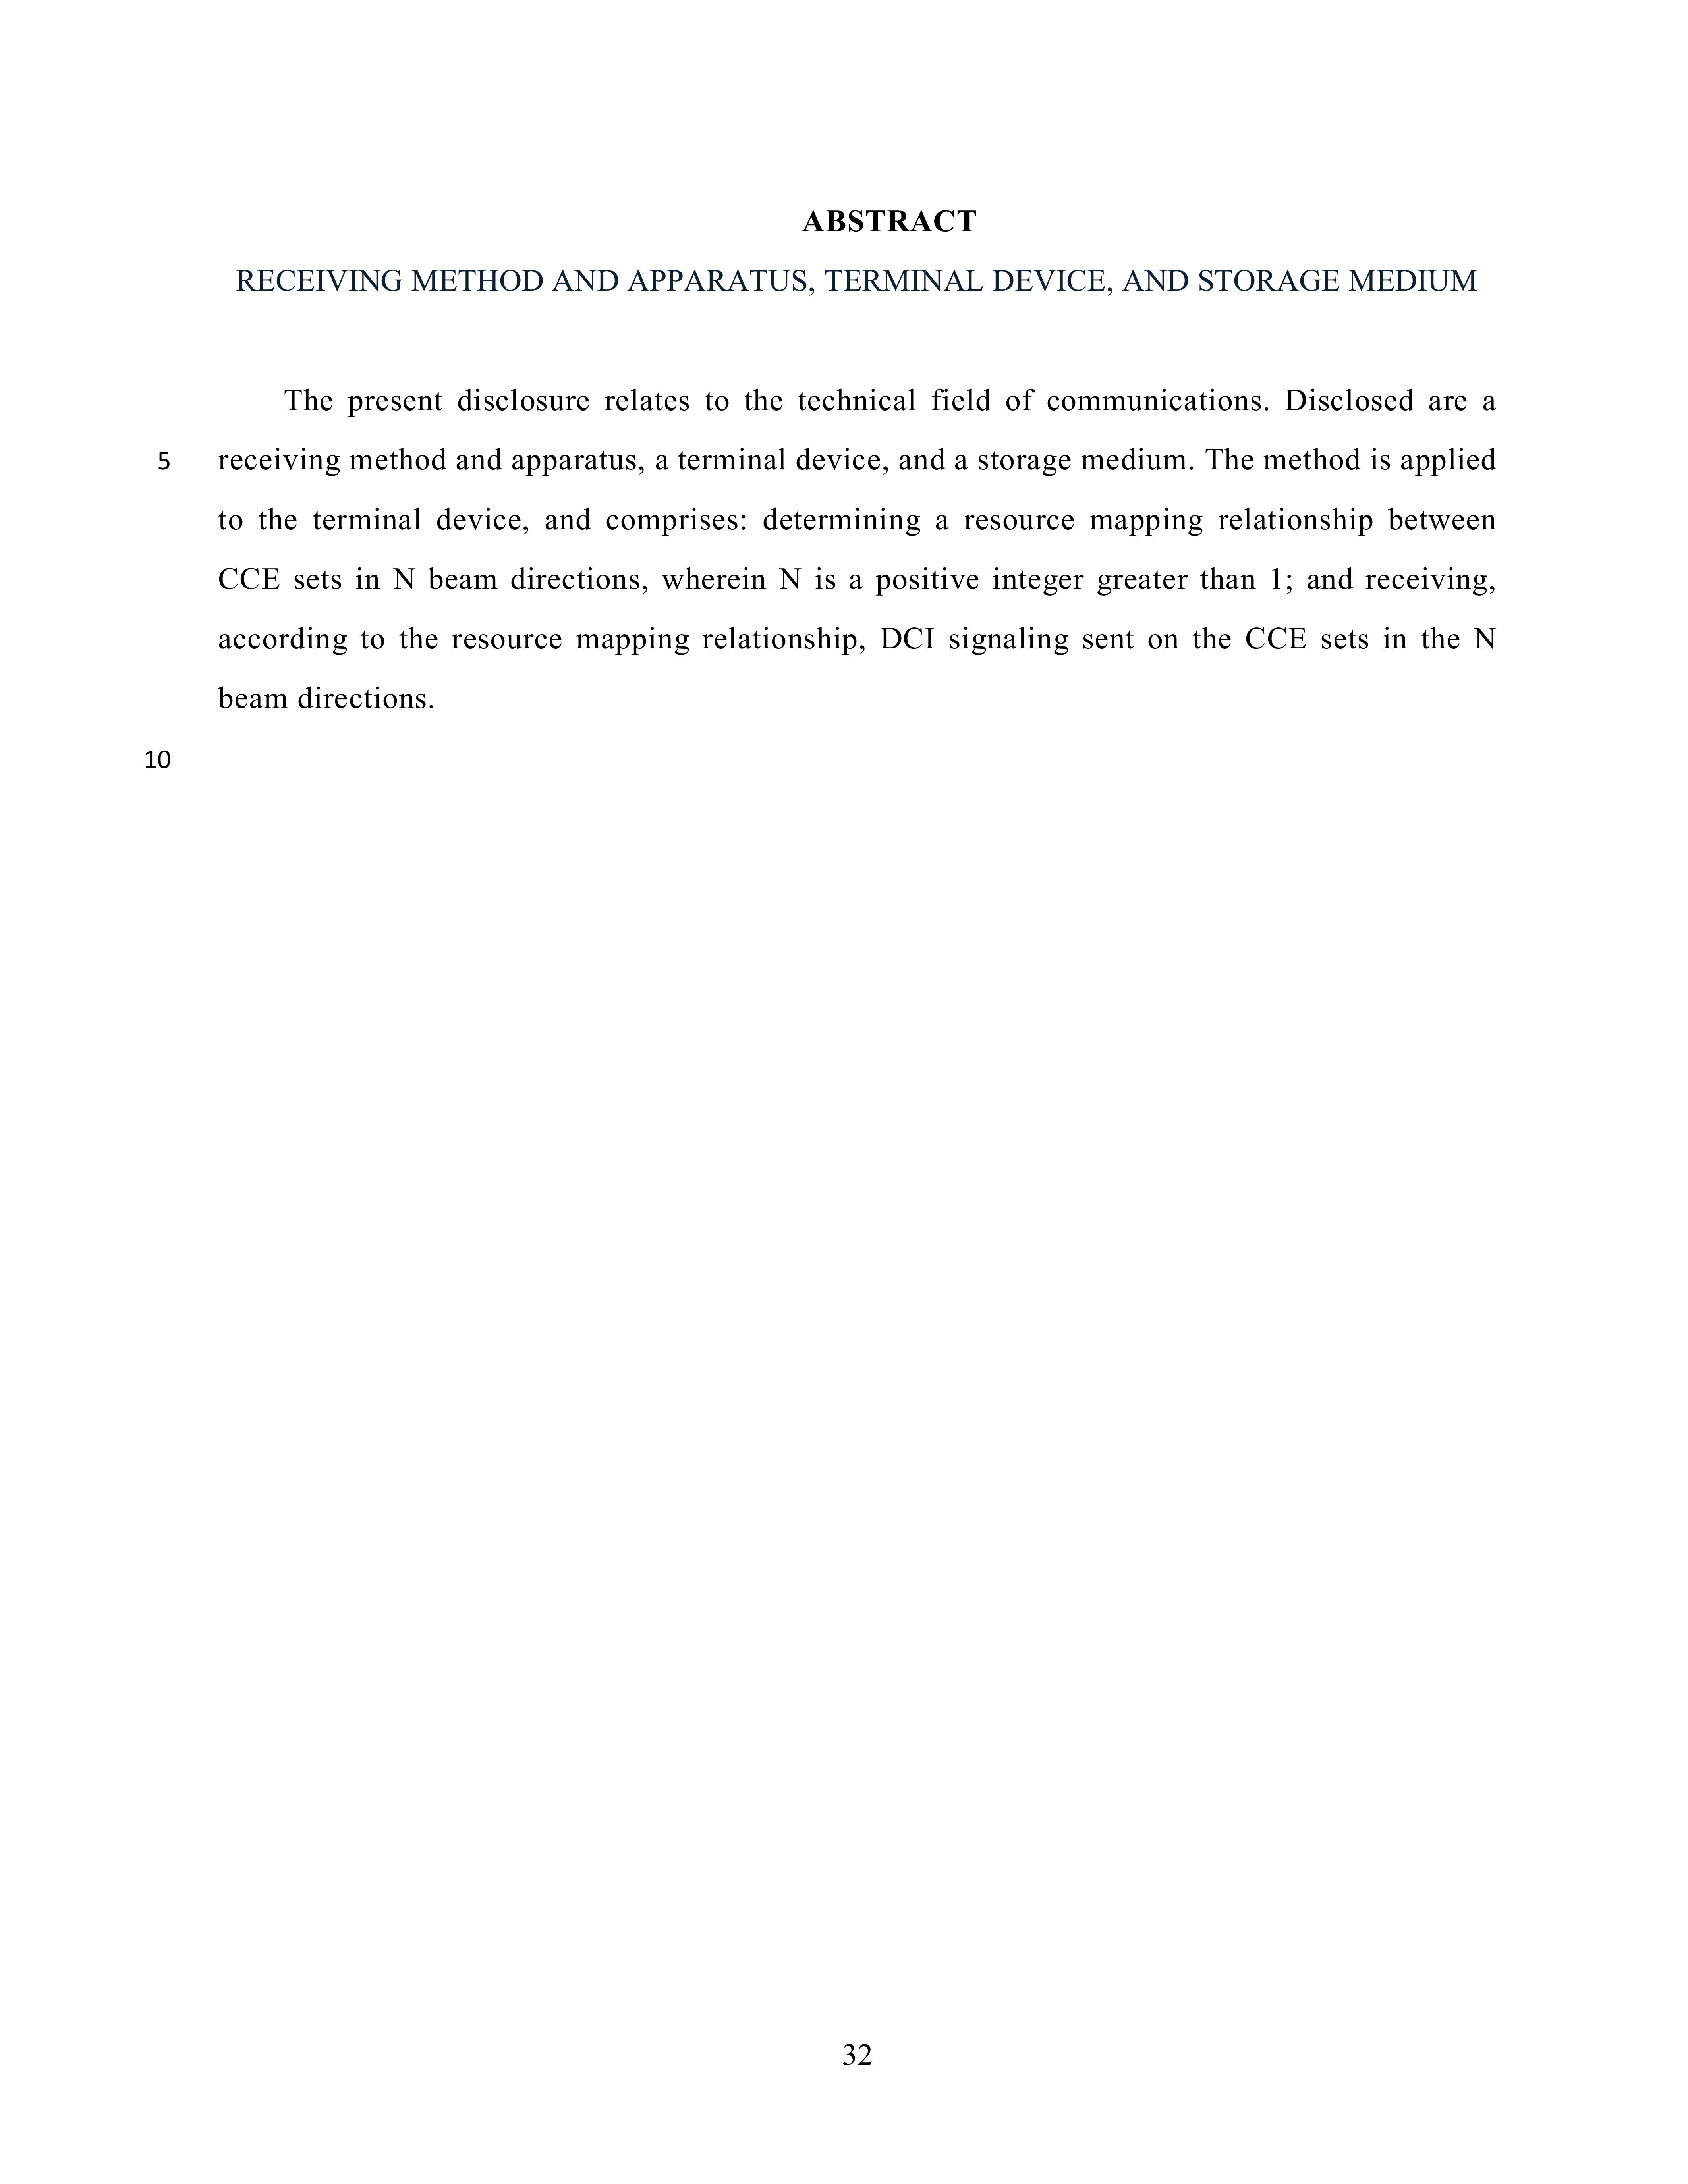 ABSTRACT
RECEIVING METHOD AND APPARATUS, TERMINAL DEVICE, AND STORAGE MEDIUM
The present disclosure relates to the technical field of communications. Disclosed are a
5 receiving method and apparatus, a terminal device, and a storage medium. The method is applied
to the terminal device, and comprises: determining a resource mapping relationship between
CCE sets in N beam directions, wherein N is a positive integer greater than 1; and receiving,
according to the resource mapping relationship, DCI signaling sent on the CCE sets in the N
beam directions.
10
32